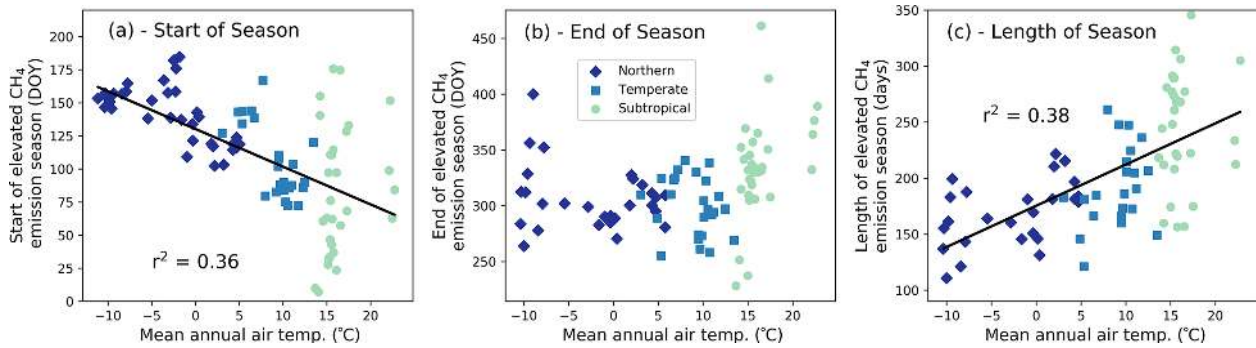 (a) - Start of Season
Start of elevated CH4
emission season (DOY)
200
175
150
125
100
75
50
25
0
r² = 0.36
−10 −5 0 5 10 15 20
Mean annual air temp. (°C)
(b) - End of Season
End of elevated CH4
emission season (DOY)
450
400
350
300
250
Northern
Temperate
Subtropical
−10 −5 0 5 10 15 20
Mean annual air temp. (°C)
(c) - Length of Season
Length of elevated CH4
emission season (days)
350
300
250
200
150
100
r² = 0.38
−10 −5 0 5 10 15 20
Mean annual air temp. (°C)